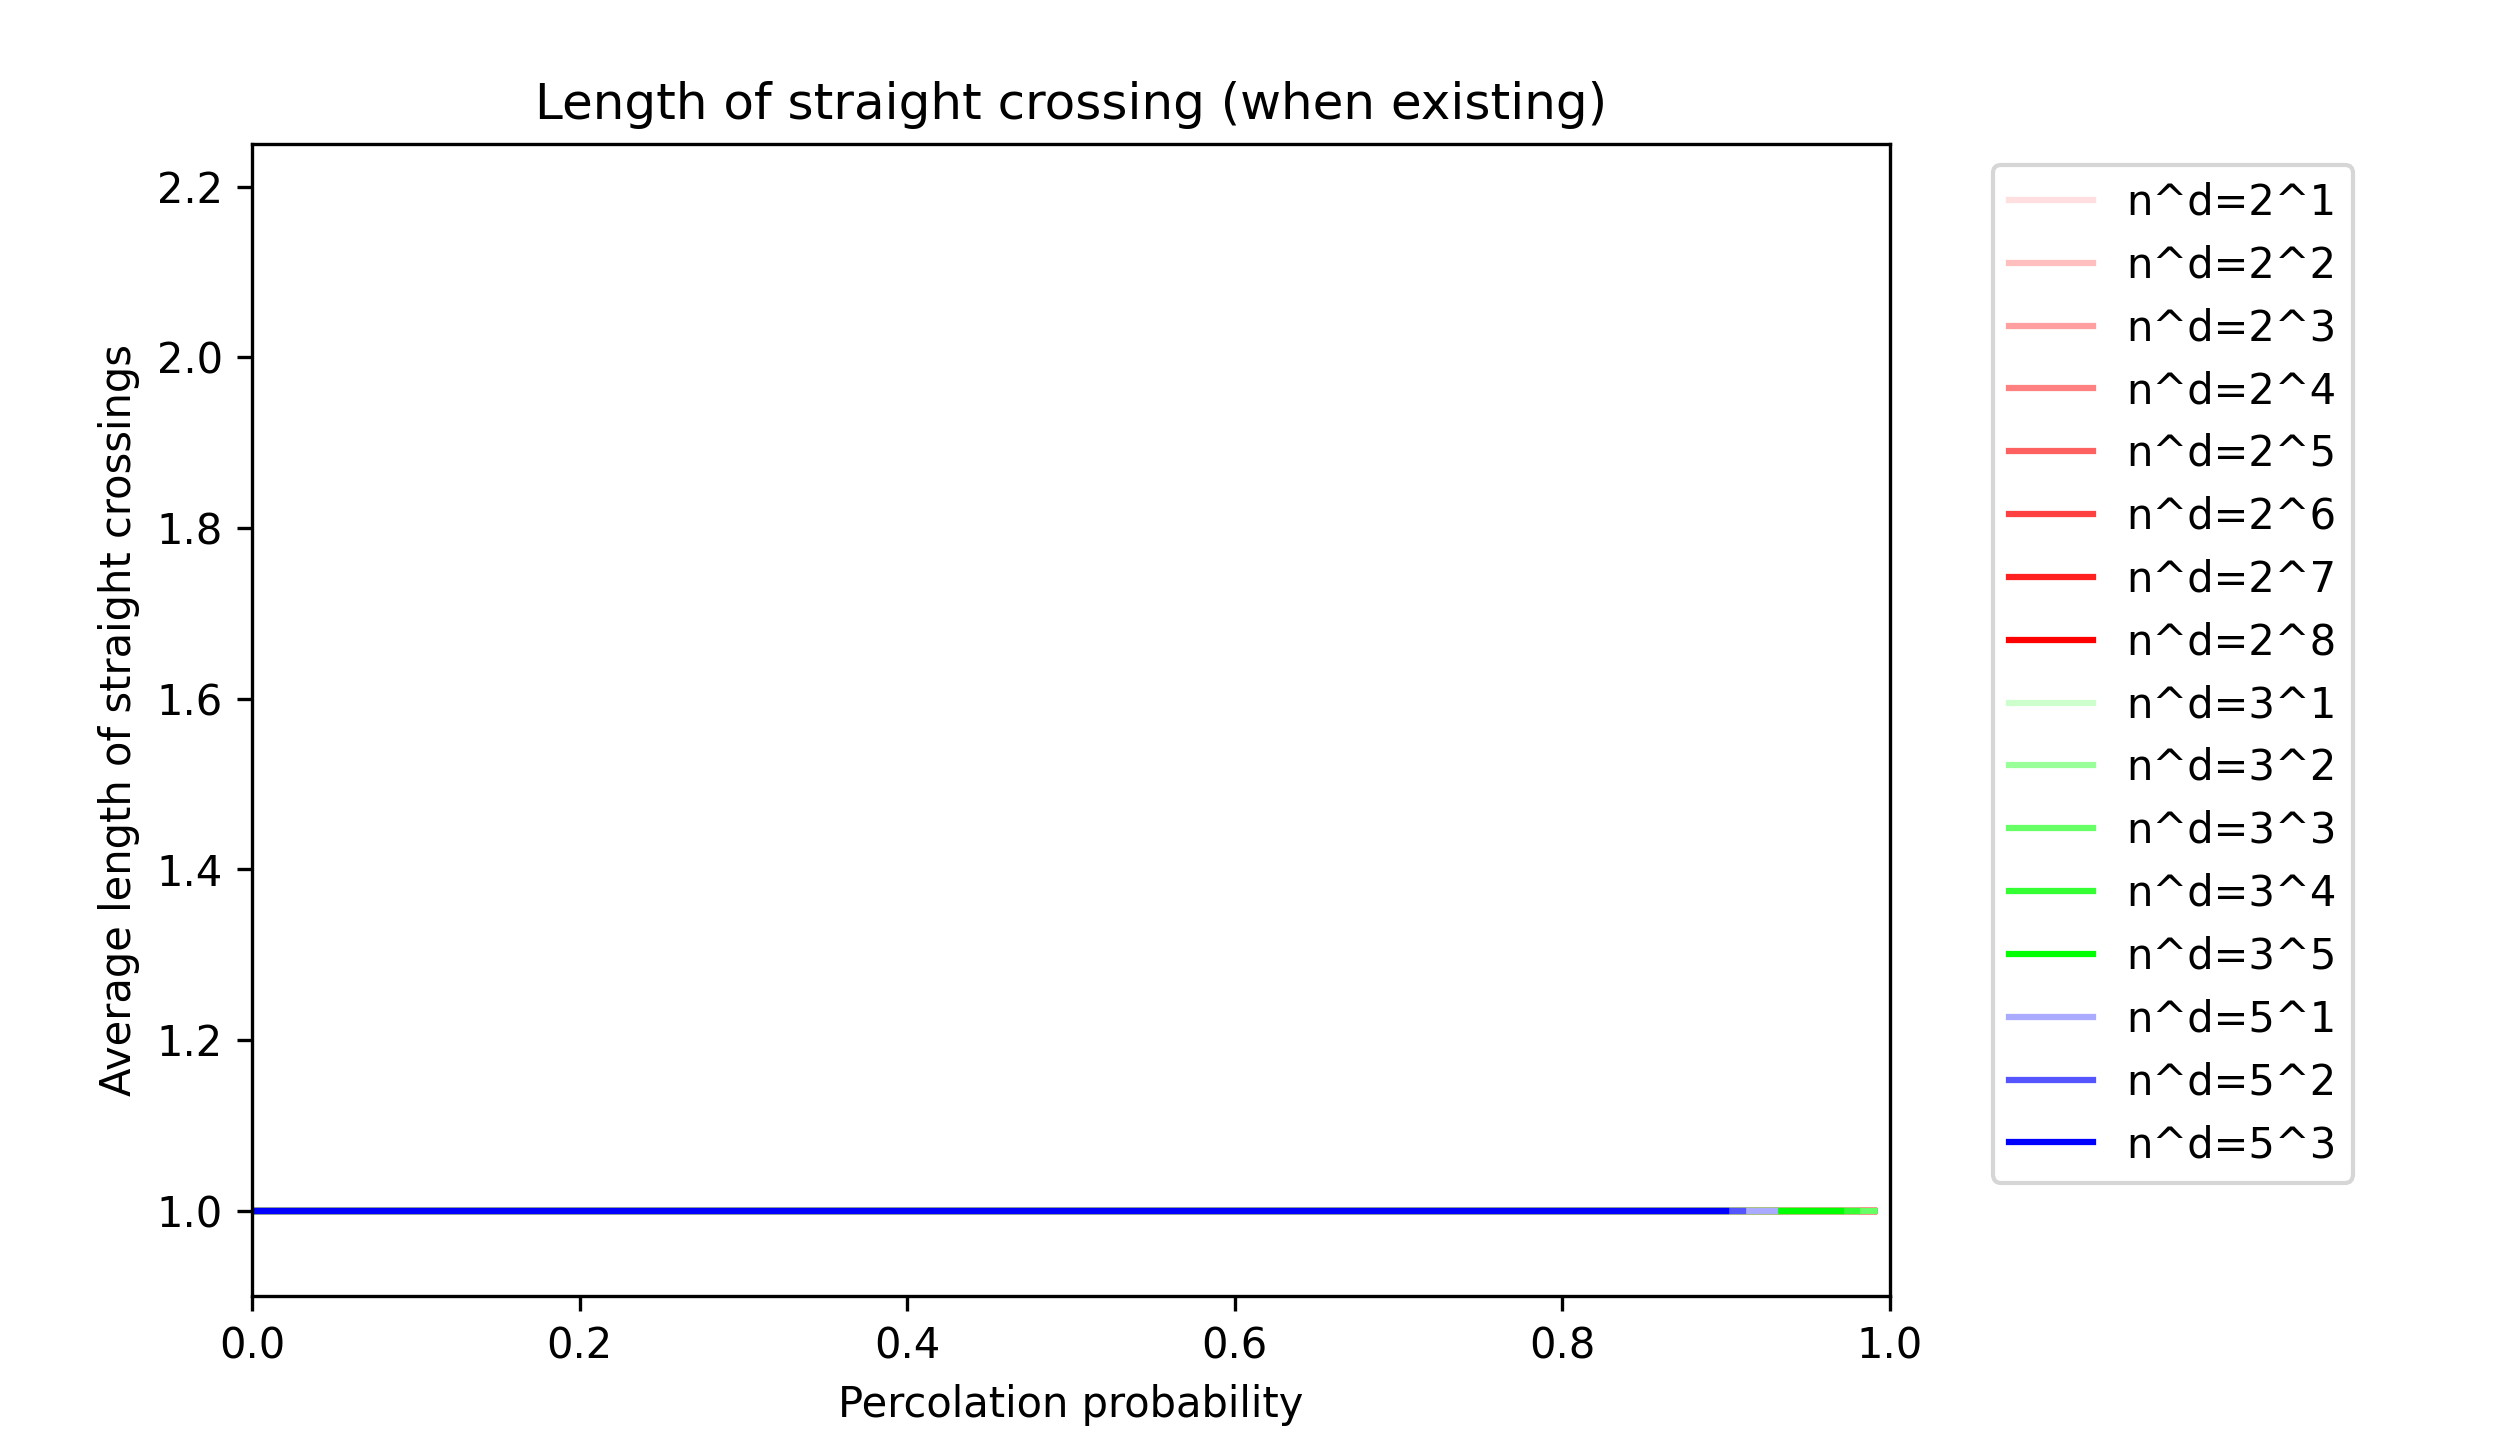 Length of straight crossing (when existing)
Average length of straight crossings
2.2
2.0
1.8
1.6
1.4
1.2
1.0
0.0
0.2
0.4
0.6
0.8
1.0
Percolation probability
n^d=2^1
n^d=2^2
n^d=2^3
n^d=2^4
n^d=2^5
n^d=2^6
n^d=2^7
n^d=2^8
n^d=3^1
n^d=3^2
n^d=3^3
n^d=3^4
n^d=3^5
n^d=5^1
n^d=5^2
n^d=5^3